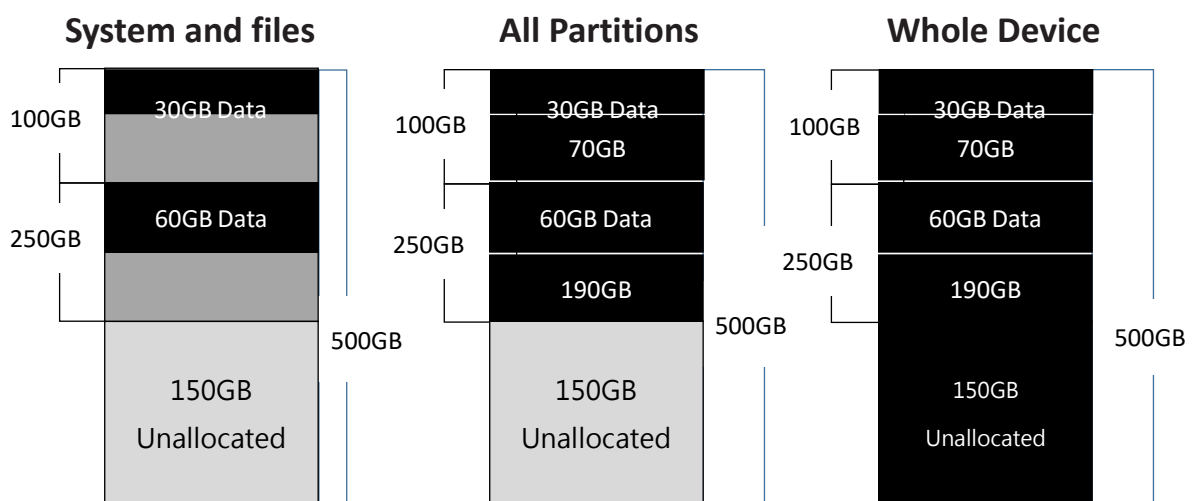 System and files
All Partitions
Whole Device
100GB
30GB Data
60GB Data
250GB
500GB
150GB
Unallocated
100GB
30GB Data
70GB
60GB Data
250GB
190GB
500GB
150GB
Unallocated
100GB
30GB Data
70GB
60GB Data
250GB
190GB
500GB
150GB
Unallocated